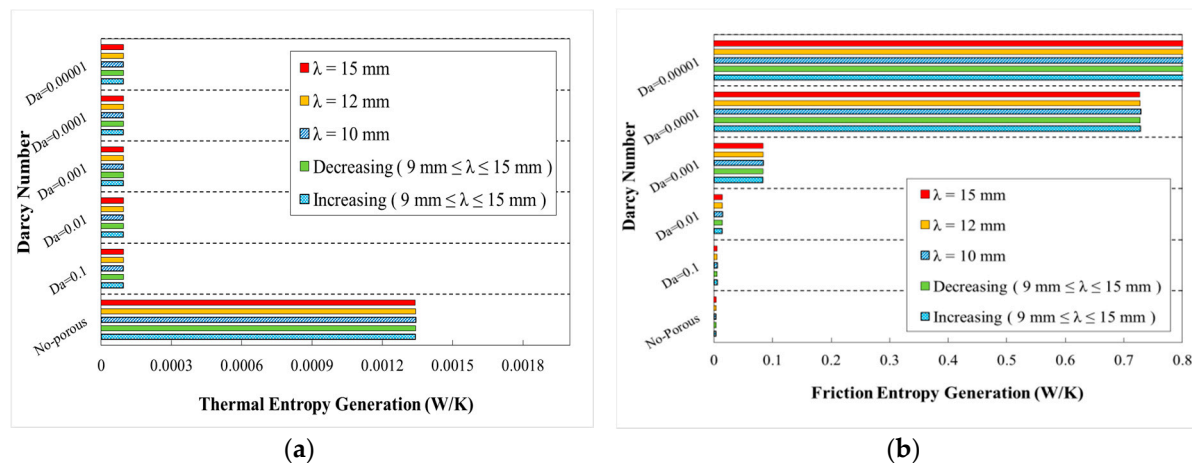 λ = 15 mm
λ = 12 mm
λ = 10 mm
Decreasing ( 9 mm ≤ λ ≤ 15 mm )
Increasing ( 9 mm ≤ λ ≤ 15 mm )
Darcy Number
Da=0.00001
Da=0.0001
Da=0.001
Da=0.01
Da=0.1
No-porous
0
0.0003
0.0006
0.0009
0.0012
0.0015
0.0018
Thermal Entropy Generation (W/K)
(a)
λ = 15 mm
λ = 12 mm
λ = 10 mm
Decreasing ( 9 mm ≤ λ ≤ 15 mm )
Increasing ( 9 mm ≤ λ ≤ 15 mm )
Darcy Number
Da=0.00001
Da=0.0001
Da=0.001
Da=0.01
Da=0.1
No-Porous
0
0.1
0.2
0.3
0.4
0.5
0.6
0.7
0.8
Friction Entropy Generation (W/K)
(b)